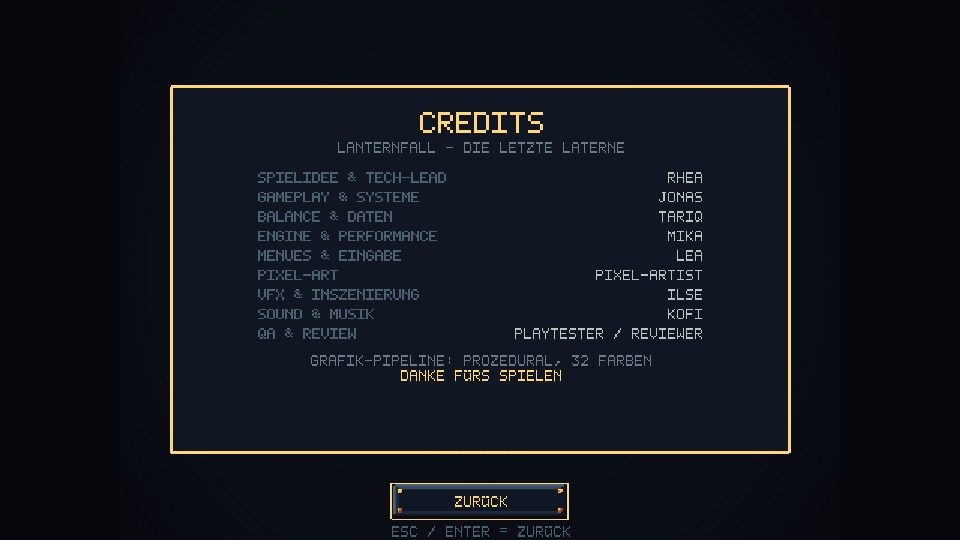 CREDITS
LANTERNFALL - DIE LETZTE LATERNE
SPIELIDEE & TECH-LEAD RHEA
GAMEPLAY & SYSTEME JONAS
BALANCE & DATEN TARIQ
ENGINE & PERFORMANCE MIKA
MENUES & EINGABE LEA
PIXEL-ART PIXEL-ARTIST
VFX & INSZENIERUNG ILSE
SOUND & MUSIK KOFI
QA & REVIEW PLAYTESTER / REVIEWER
GRAFIK-PIPELINE: PROZEDURAL, 32 FARBEN
DANKE FÜRS SPIELEN
ZURÜCK
ESC / ENTER = ZURÜCK